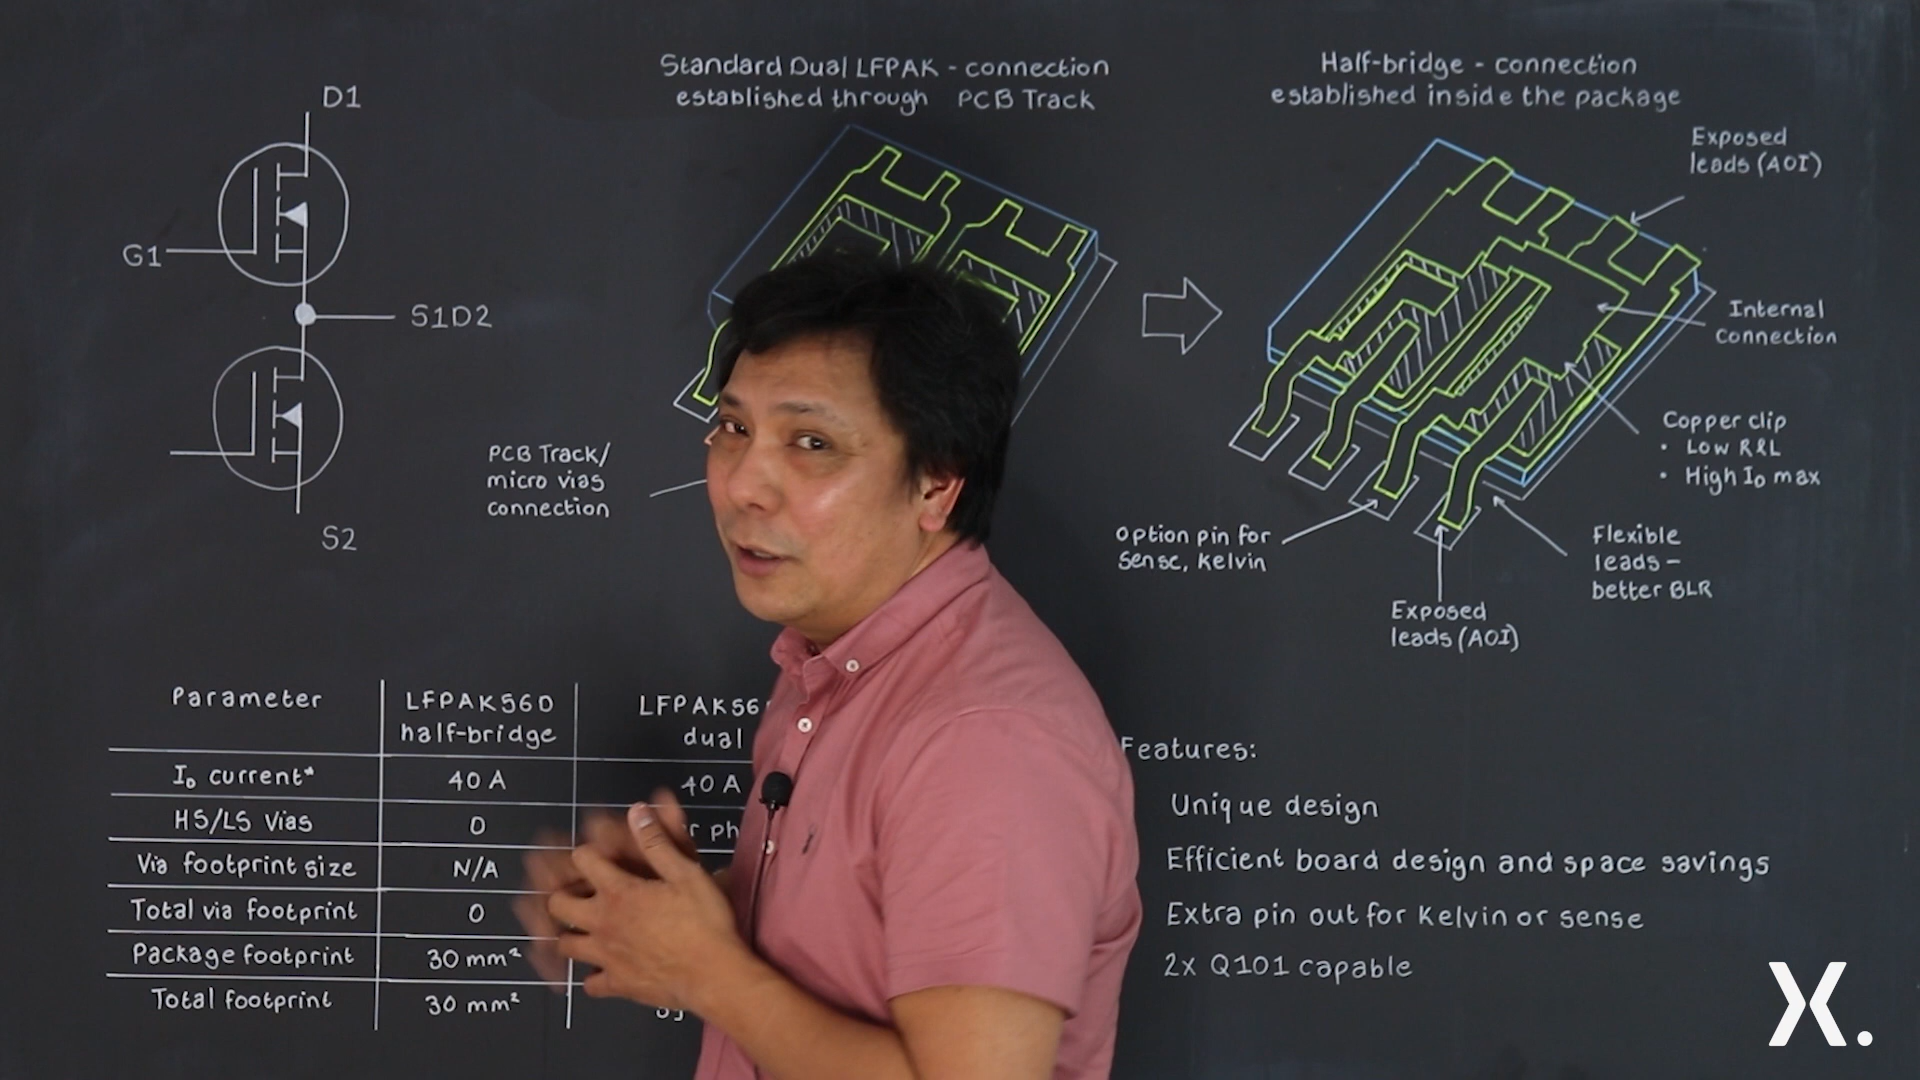 D1
G1
S1D2
S2
Standard Dual LFPAK - connection
established through PCB Track
Half-bridge - connection
established inside the package
Exposed
leads (AOI)
Internal
connection
Copper clip
• Low R&L
• High ID max
Flexible
leads -
better BLR
Exposed
leads (AOI)
Option pin for
sense, Kelvin
PCB Track/
micro vias
connection
Parameter
LFPAK56D
half-bridge
LFPAK56
dual
ID current*
40 A
40 A
HS/LS Vias
0
r ph
Via footprint size
N/A
Total via footprint
0
Package footprint
30 mm²
Total footprint
30 mm²
Features:
Unique design
Efficient board design and space savings
Extra pin out for Kelvin or sense
2x Q101 capable
X.